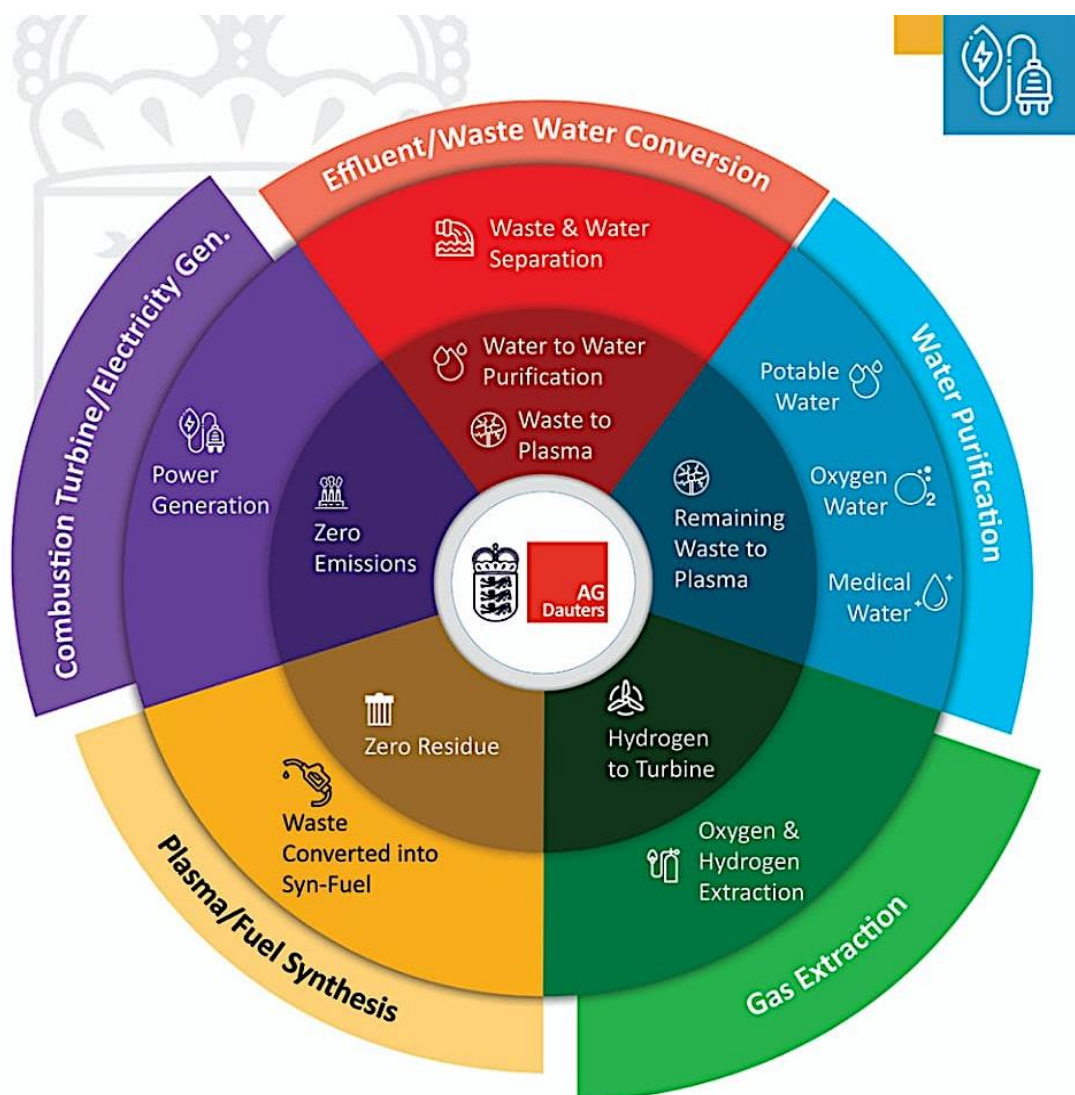 Effluent/Waste Water Conversion
Waste & Water
Separation
Water to Water
Purification
Waste to
Plasma
Water Purification
Potable
Water
Oxygen
Water
2
Medical
Water
Remaining
Waste to
Plasma
Gas Extraction
Oxygen &
Hydrogen
Extraction
Hydrogen
to Turbine
Plasma/Fuel Synthesis
Waste
Converted into
Syn-Fuel
Zero Residue
Combustion Turbine/Electricity Gen.
Power
Generation
Zero
Emissions
AG
Dauters